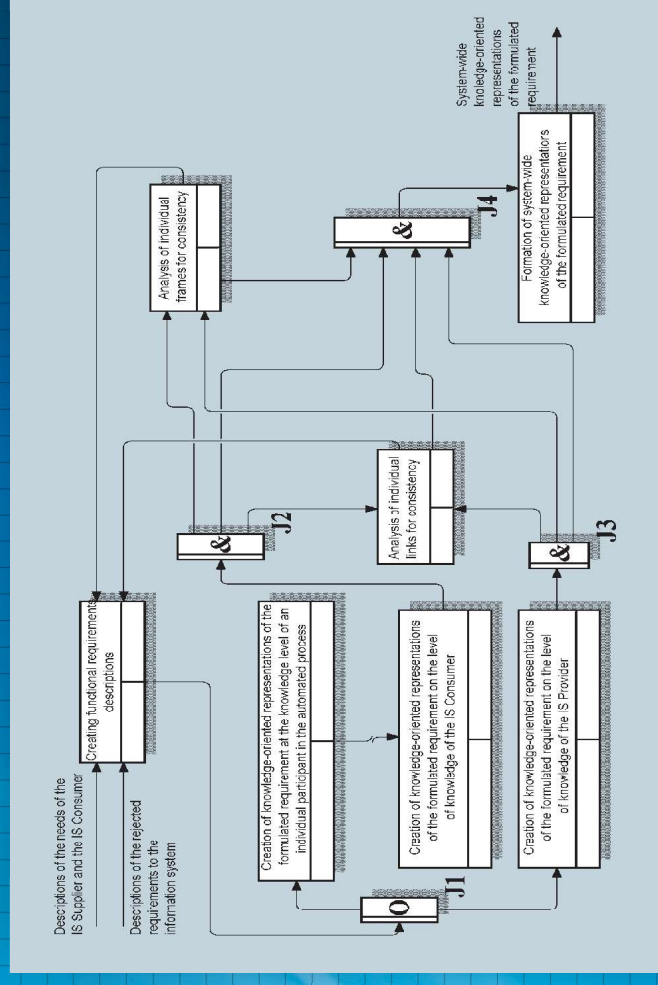 Descriptions of the needs of the
IS Supplier and the IS Consumer
Descriptions of the rejected
requirements to the
information system
Creating functional requirements
descriptions
Creation of knowledge-oriented representations of the
formulated requirement at the knowledge level of an
individual participant in the automated process
Creation of knowledge-oriented representations
of the formulated requirement on the level
of knowledge of the IS Consumer
Creation of knowledge-oriented representations
of the formulated requirement on the level
of knowledge of the IS Provider
O
J1
&
J2
Analysis of individual
links for consistency
&
J3
Analysis of individual
frames for consistency
&
J4
Formation of system-wide
knowledge-oriented representations
of the formulated requirement
System-wide
knoledge-oriented
representations
of the formulated
requirement